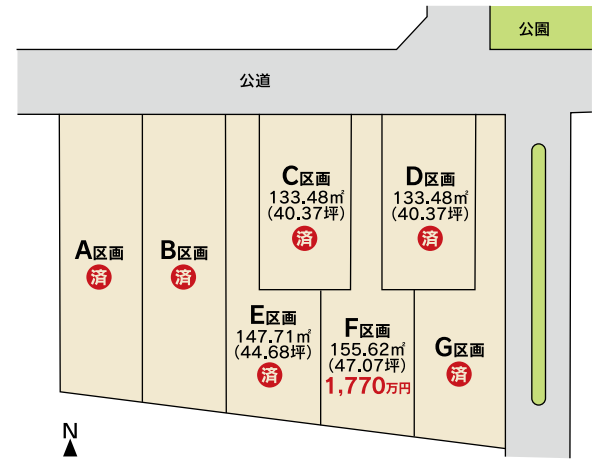 公園
公道
C区画
133.48㎡
(40.37坪)
済
D区画
133.48㎡
(40.37坪)
済
A区画
済
B区画
済
E区画
147.71㎡
(44.68坪)
済
F区画
155.62㎡
(47.07坪)
1,770万円
G区画
済
N